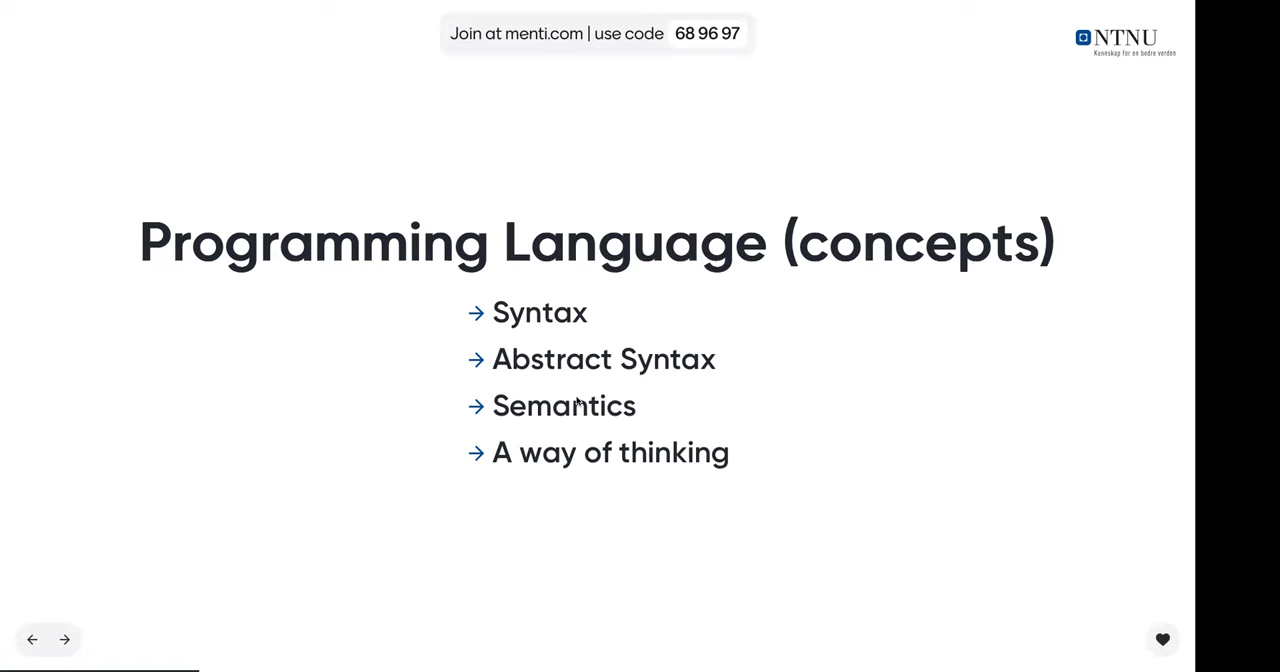 Join at menti.com | use code 68 96 97
NTNU
Kunnskap for en bedre verden
Programming Language (concepts)
→ Syntax
→ Abstract Syntax
→ Semantics
→ A way of thinking